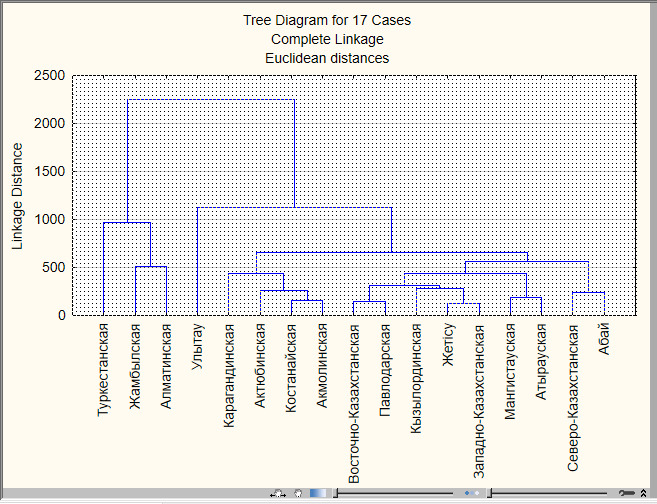 Tree Diagram for 17 Cases
Complete Linkage
Euclidean distances
Linkage Distance
2500
2000
1500
1000
500
0
Туркестанская
Жамбылская
Алматинская
Улытау
Карагандинская
Актюбинская
Костанайская
Акмолинская
Восточно-Казахстанская
Павлодарская
Кызылординская
Жетісу
Западно-Казахстанская
Мангистауская
Атырауская
Северо-Казахстанская
Абай